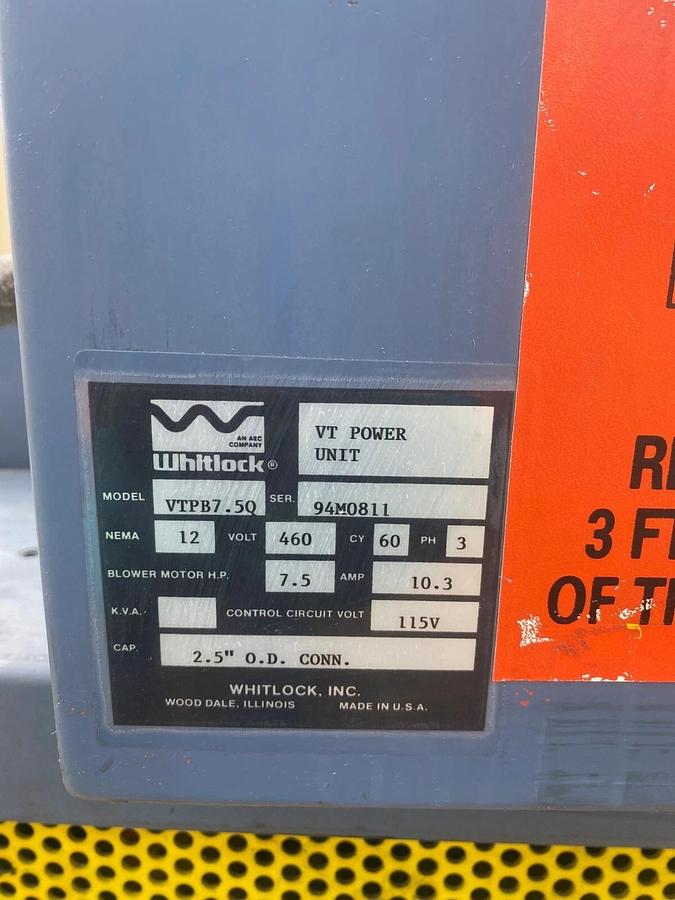 AN AEC
COMPANY
Whitlock®
VT POWER
UNIT
MODEL VTPB7.5Q SER. 94M0811
NEMA 12 VOLT 460 CY 60 PH 3
BLOWER MOTOR H.P. 7.5 AMP 10.3
K.V.A. CONTROL CIRCUIT VOLT 115V
CAP. 2.5" O.D. CONN.
WHITLOCK, INC.
WOOD DALE, ILLINOIS MADE IN U.S.A.
3
OF